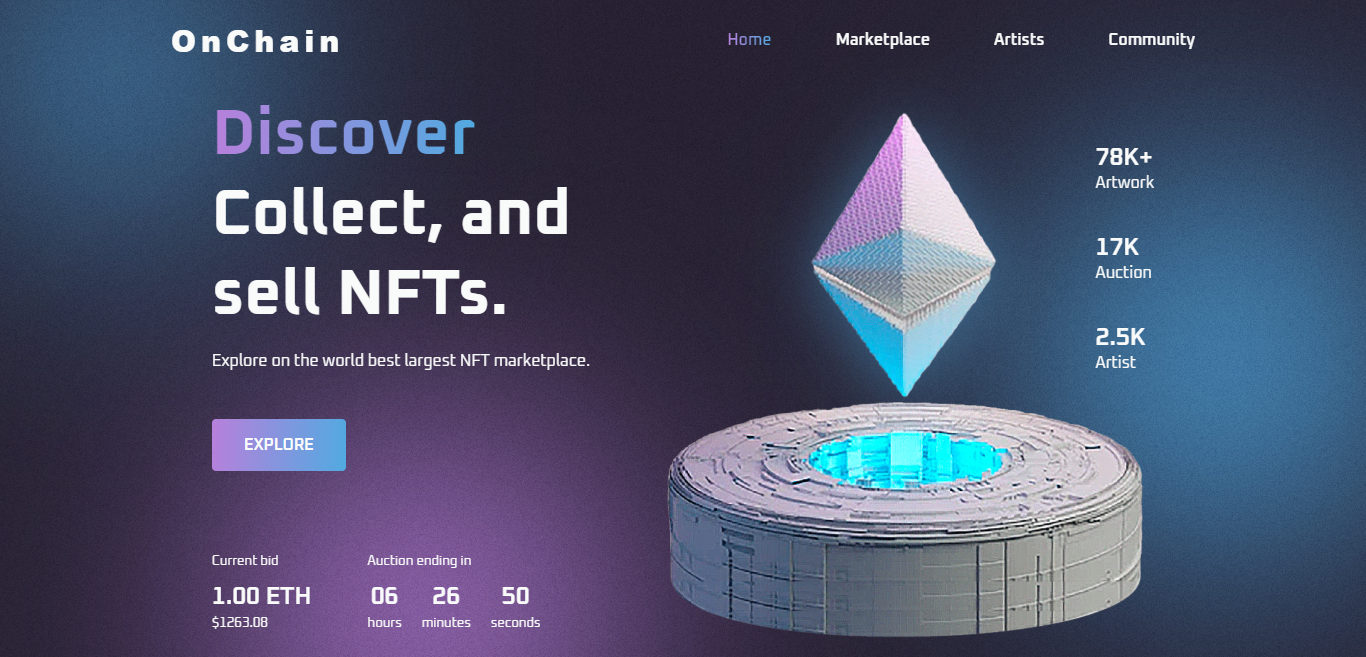 OnChain
Home Marketplace Artists Community
Discover
Collect, and
sell NFTs.
Explore on the world best largest NFT marketplace.
EXPLORE
78K+
Artwork
17K
Auction
2.5K
Artist
Current bid
1.00 ETH
$1263.08
Auction ending in
06 26 50
hours minutes seconds